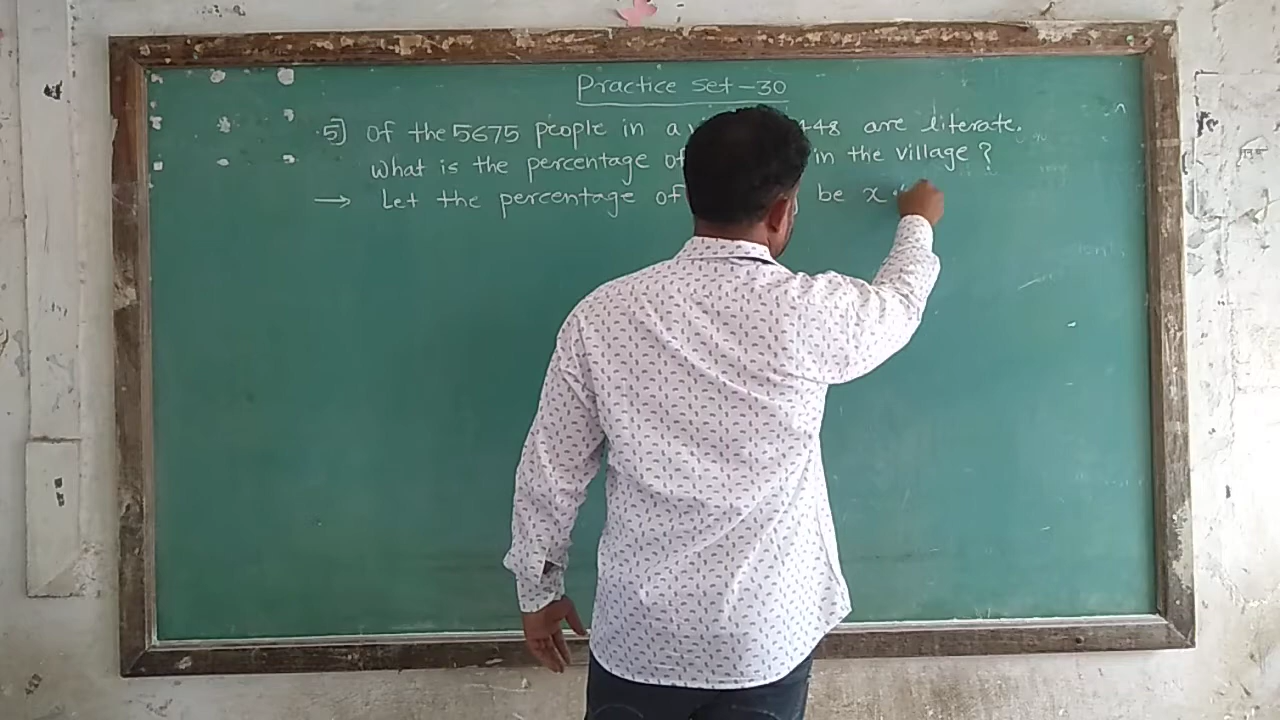 Practice Set - 30
5] Of the 5675 people in a 448 are literate.
What is the percentage of in the village ?
→ Let the percentage of be x